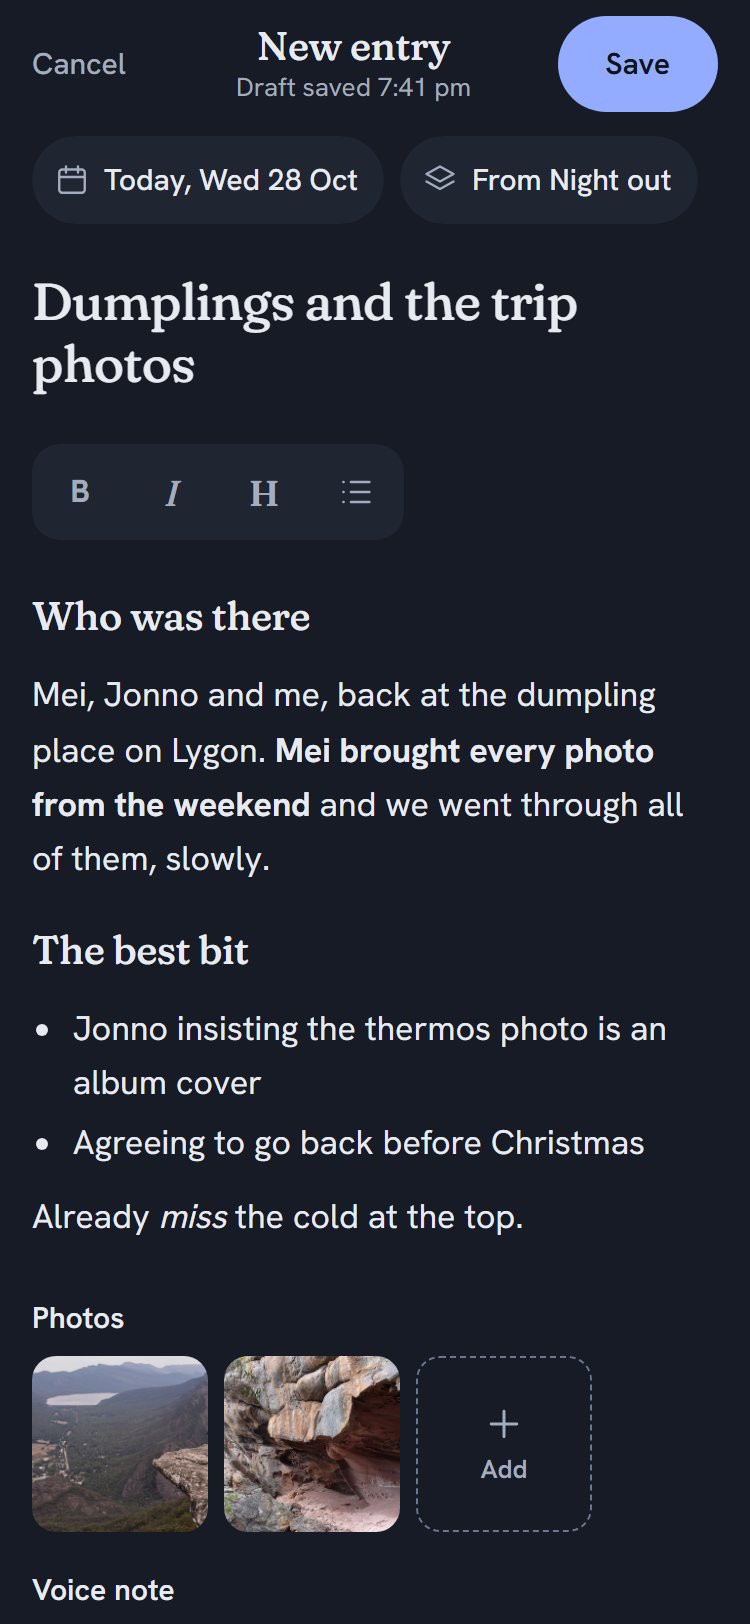 Cancel
New entry
Save
Draft saved 7:41 pm
Today, Wed 28 Oct
From Night out
Dumplings and the trip
photos
B
I
H
Who was there
Mei, Jonno and me, back at the dumpling
place on Lygon. Mei brought every photo
from the weekend and we went through all
of them, slowly.
The best bit
• Jonno insisting the thermos photo is an
album cover
• Agreeing to go back before Christmas
Already miss the cold at the top.
Photos
Add
Voice note